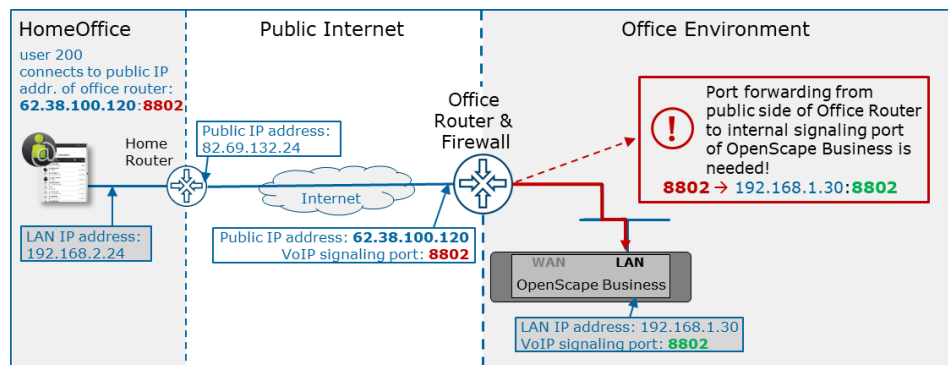 HomeOffice
user 200
connects to public IP
addr. of office router:
62.38.100.120:8802
Home
Router
LAN IP address:
192.168.2.24
Public Internet
Public IP address:
82.69.132.24
Internet
Public IP address: 62.38.100.120
VoIP signaling port: 8802
Office
Router &
Firewall
Office Environment
!
Port forwarding from
public side of Office Router
to internal signaling port
of OpenScape Business is
needed!
8802 → 192.168.1.30:8802
WAN LAN
OpenScape Business
LAN IP address: 192.168.1.30
VoIP signaling port: 8802